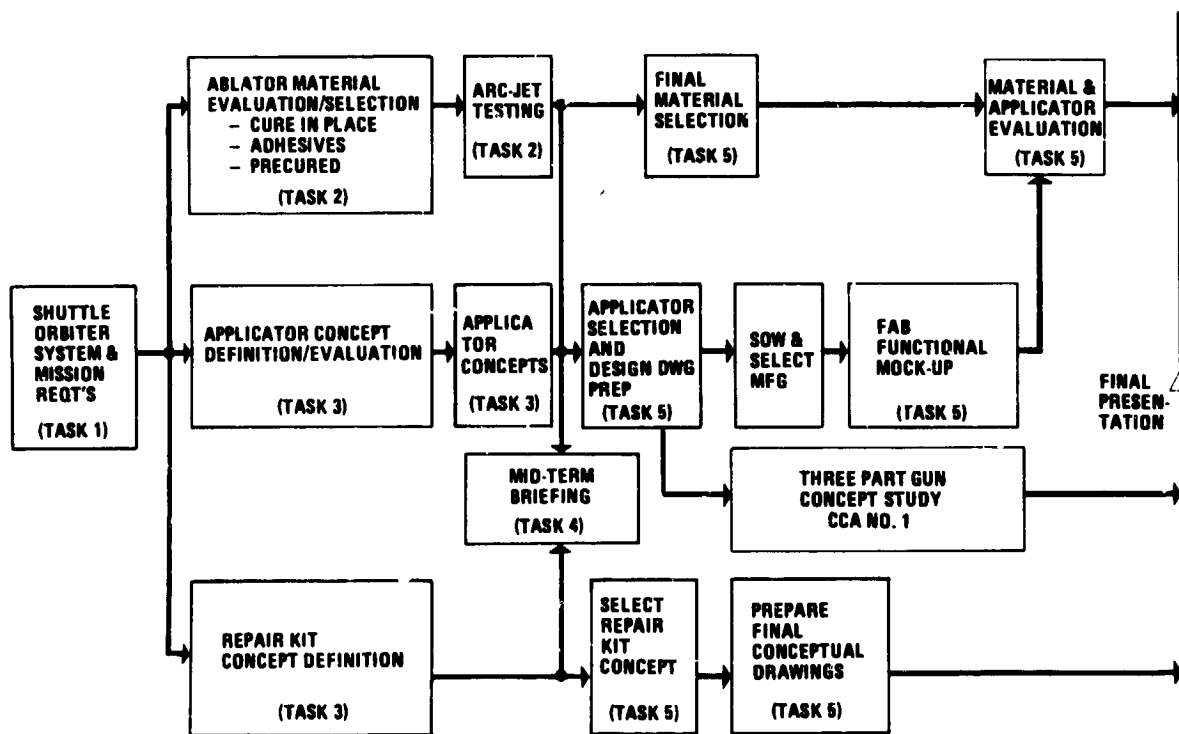 ABLATOR MATERIAL
EVALUATION/SELECTION
– CURE IN PLACE
– ADHESIVES
– PRECURED
(TASK 2)
ARC-JET
TESTING
(TASK 2)
FINAL
MATERIAL
SELECTION
(TASK 5)
MATERIAL &
APPLICATOR
EVALUATION
(TASK 5)
SHUTTLE
ORBITER
SYSTEM &
MISSION
REQT'S
(TASK 1)
APPLICATOR CONCEPT
DEFINITION/EVALUATION
(TASK 3)
APPLICA
TOR
CONCEPTS
(TASK 3)
APPLICATOR
SELECTION
AND
DESIGN DWG
PREP
(TASK 5)
SOW &
SELECT
MFG
FAB
FUNCTIONAL
MOCK-UP
(TASK 5)
FINAL
PRESEN-
TATION
MID-TERM
BRIEFING
(TASK 4)
THREE PART GUN
CONCEPT STUDY
CCA NO. 1
REPAIR KIT
CONCEPT DEFINITION
(TASK 3)
SELECT
REPAIR
KIT
CONCEPT
(TASK 5)
PREPARE
FINAL
CONCEPTUAL
DRAWINGS
(TASK 5)